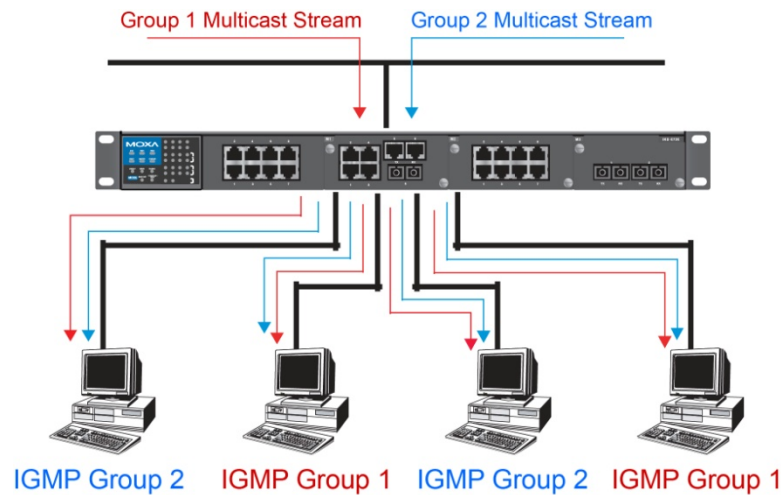 Group 1 Multicast Stream
Group 2 Multicast Stream
MOXA
IGMP Group 2
IGMP Group 1
IGMP Group 2
IGMP Group 1